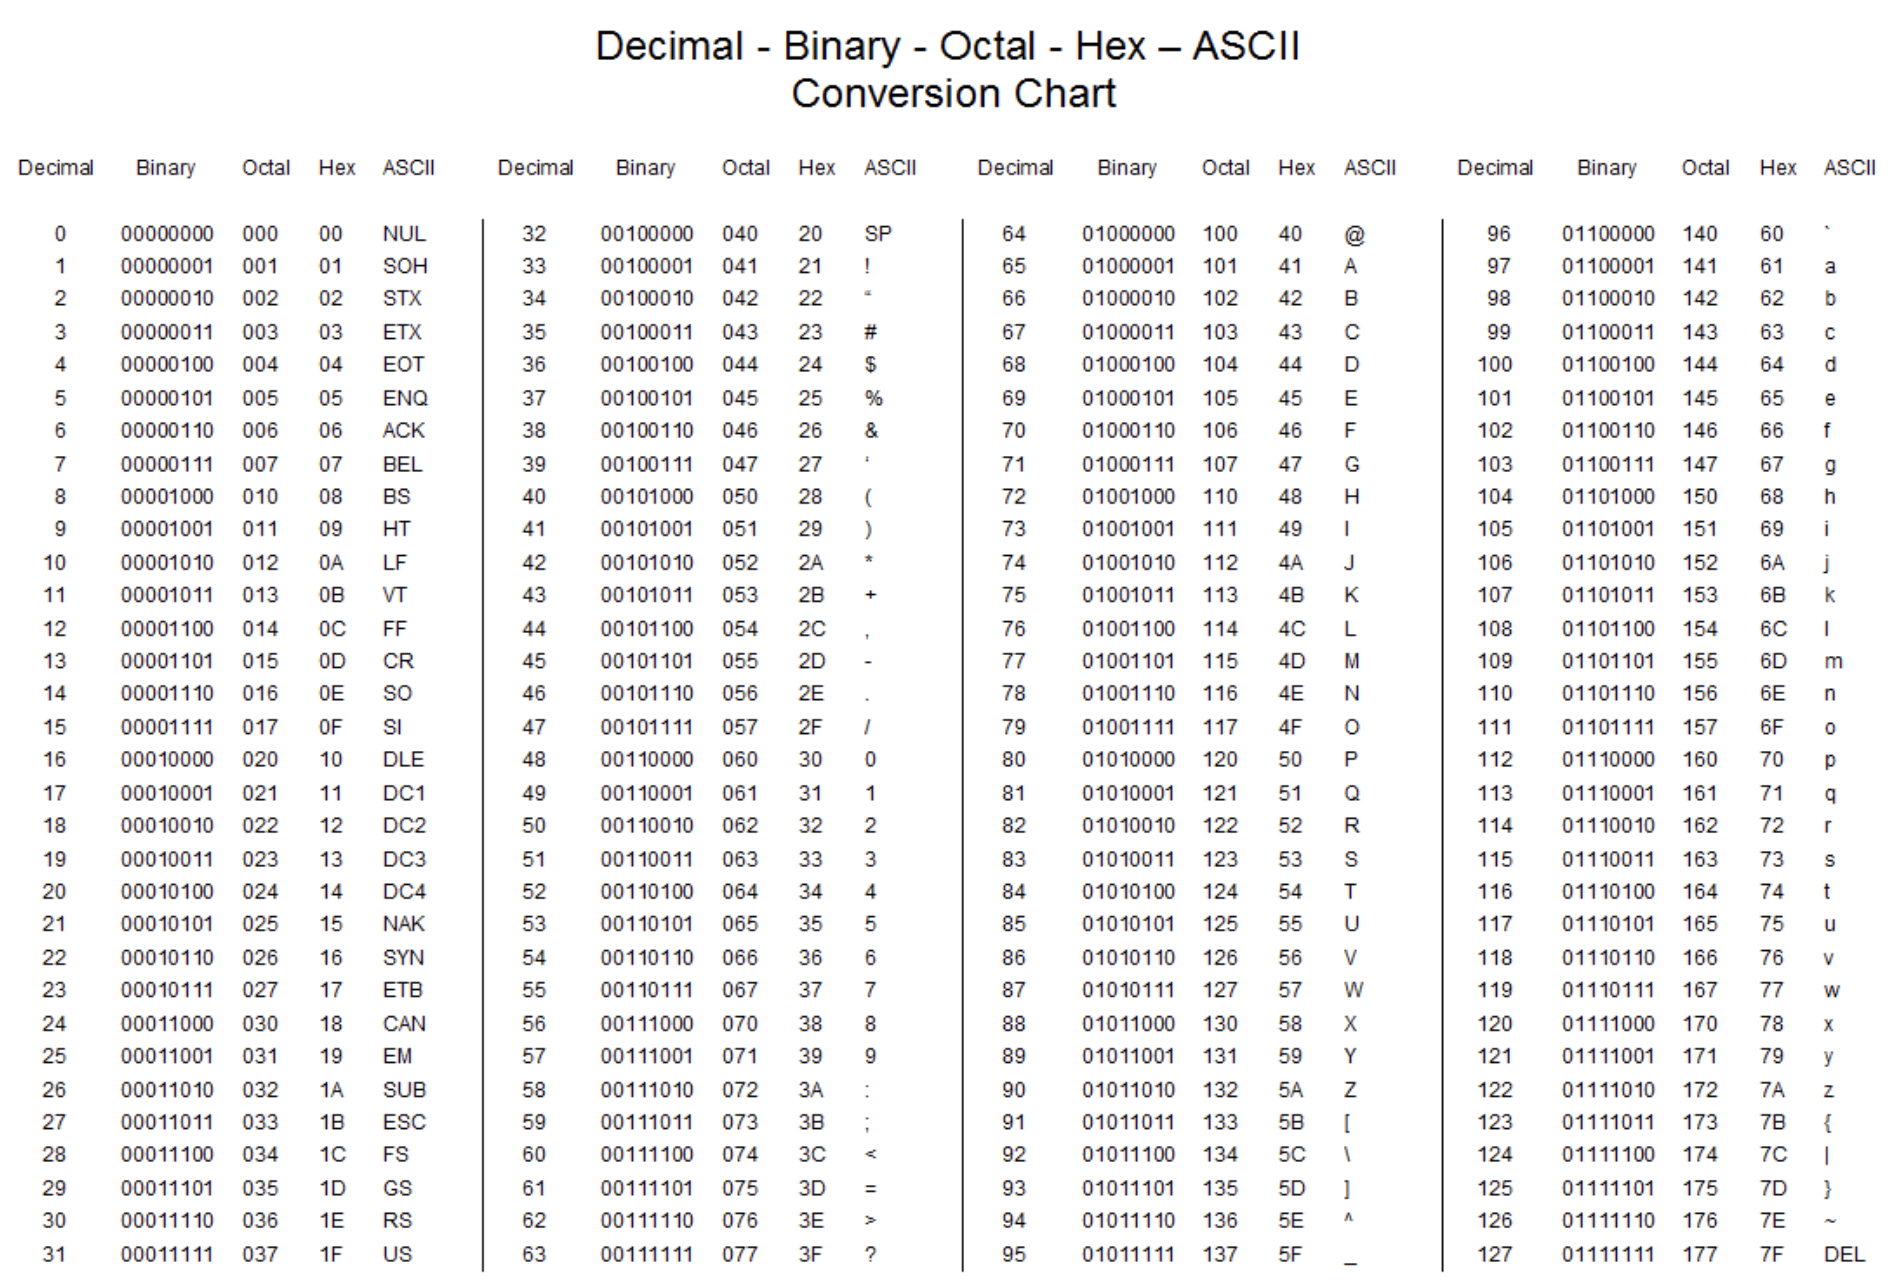 Decimal - Binary - Octal - Hex – ASCII
Conversion Chart
Decimal Binary Octal Hex ASCII Decimal Binary Octal Hex ASCII Decimal Binary Octal Hex ASCII Decimal Binary Octal Hex ASCII
0 00000000 000 00 NUL 32 00100000 040 20 SP 64 01000000 100 40 @ 96 01100000 140 60 `
1 00000001 001 01 SOH 33 00100001 041 21 ! 65 01000001 101 41 A 97 01100001 141 61 a
2 00000010 002 02 STX 34 00100010 042 22 “ 66 01000010 102 42 B 98 01100010 142 62 b
3 00000011 003 03 ETX 35 00100011 043 23 # 67 01000011 103 43 C 99 01100011 143 63 c
4 00000100 004 04 EOT 36 00100100 044 24 $ 68 01000100 104 44 D 100 01100100 144 64 d
5 00000101 005 05 ENQ 37 00100101 045 25 % 69 01000101 105 45 E 101 01100101 145 65 e
6 00000110 006 06 ACK 38 00100110 046 26 & 70 01000110 106 46 F 102 01100110 146 66 f
7 00000111 007 07 BEL 39 00100111 047 27 ‘ 71 01000111 107 47 G 103 01100111 147 67 g
8 00001000 010 08 BS 40 00101000 050 28 ( 72 01001000 110 48 H 104 01101000 150 68 h
9 00001001 011 09 HT 41 00101001 051 29 ) 73 01001001 111 49 I 105 01101001 151 69 i
10 00001010 012 0A LF 42 00101010 052 2A * 74 01001010 112 4A J 106 01101010 152 6A j
11 00001011 013 0B VT 43 00101011 053 2B + 75 01001011 113 4B K 107 01101011 153 6B k
12 00001100 014 0C FF 44 00101100 054 2C , 76 01001100 114 4C L 108 01101100 154 6C l
13 00001101 015 0D CR 45 00101101 055 2D - 77 01001101 115 4D M 109 01101101 155 6D m
14 00001110 016 0E SO 46 00101110 056 2E . 78 01001110 116 4E N 110 01101110 156 6E n
15 00001111 017 0F SI 47 00101111 057 2F / 79 01001111 117 4F O 111 01101111 157 6F o
16 00010000 020 10 DLE 48 00110000 060 30 0 80 01010000 120 50 P 112 01110000 160 70 p
17 00010001 021 11 DC1 49 00110001 061 31 1 81 01010001 121 51 Q 113 01110001 161 71 q
18 00010010 022 12 DC2 50 00110010 062 32 2 82 01010010 122 52 R 114 01110010 162 72 r
19 00010011 023 13 DC3 51 00110011 063 33 3 83 01010011 123 53 S 115 01110011 163 73 s
20 00010100 024 14 DC4 52 00110100 064 34 4 84 01010100 124 54 T 116 01110100 164 74 t
21 00010101 025 15 NAK 53 00110101 065 35 5 85 01010101 125 55 U 117 01110101 165 75 u
22 00010110 026 16 SYN 54 00110110 066 36 6 86 01010110 126 56 V 118 01110110 166 76 v
23 00010111 027 17 ETB 55 00110111 067 37 7 87 01010111 127 57 W 119 01110111 167 77 w
24 00011000 030 18 CAN 56 00111000 070 38 8 88 01011000 130 58 X 120 01111000 170 78 x
25 00011001 031 19 EM 57 00111001 071 39 9 89 01011001 131 59 Y 121 01111001 171 79 y
26 00011010 032 1A SUB 58 00111010 072 3A : 90 01011010 132 5A Z 122 01111010 172 7A z
27 00011011 033 1B ESC 59 00111011 073 3B ; 91 01011011 133 5B [ 123 01111011 173 7B {
28 00011100 034 1C FS 60 00111100 074 3C < 92 01011100 134 5C \ 124 01111100 174 7C |
29 00011101 035 1D GS 61 00111101 075 3D = 93 01011101 135 5D ] 125 01111101 175 7D }
30 00011110 036 1E RS 62 00111110 076 3E > 94 01011110 136 5E ^ 126 01111110 176 7E ~
31 00011111 037 1F US 63 00111111 077 3F ? 95 01011111 137 5F _ 127 01111111 177 7F DEL